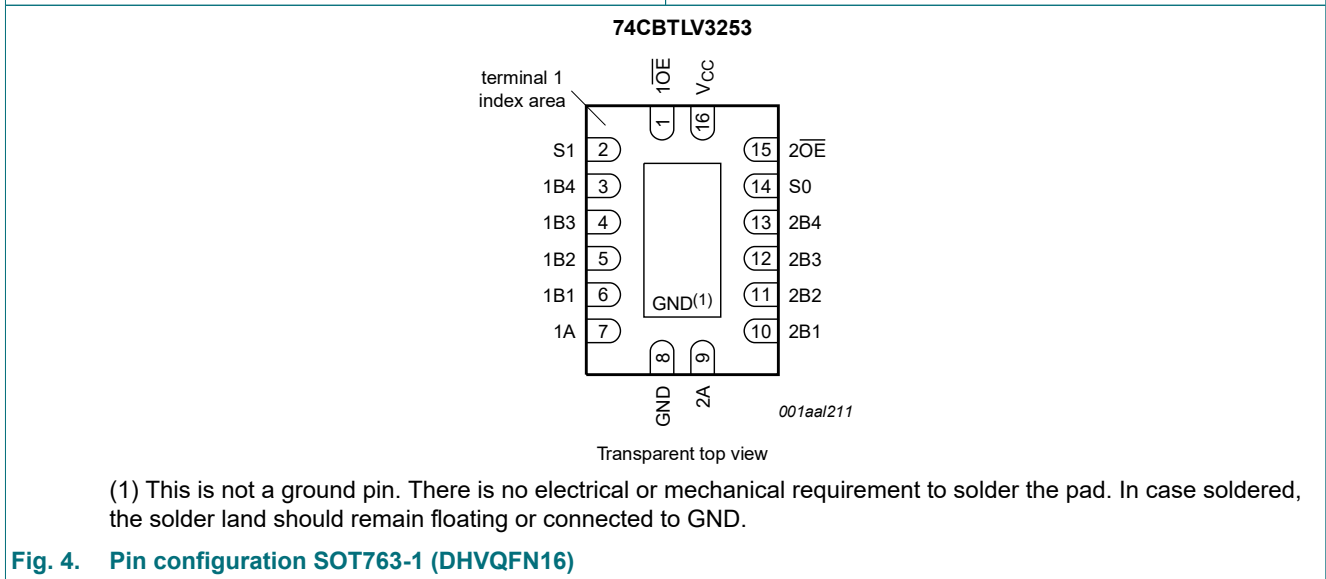 74CBTLV3253
terminal 1
index area
1OE
VCC
S1 2 15 2OE
1B4 3 14 S0
1B3 4 13 2B4
1B2 5 12 2B3
1B1 6 11 2B2
1A 7 10 2B1
1 16
GND(1)
8 9
GND 2A
001aal211
Transparent top view
(1) This is not a ground pin. There is no electrical or mechanical requirement to solder the pad. In case soldered,
the solder land should remain floating or connected to GND.
Fig. 4. Pin configuration SOT763-1 (DHVQFN16)